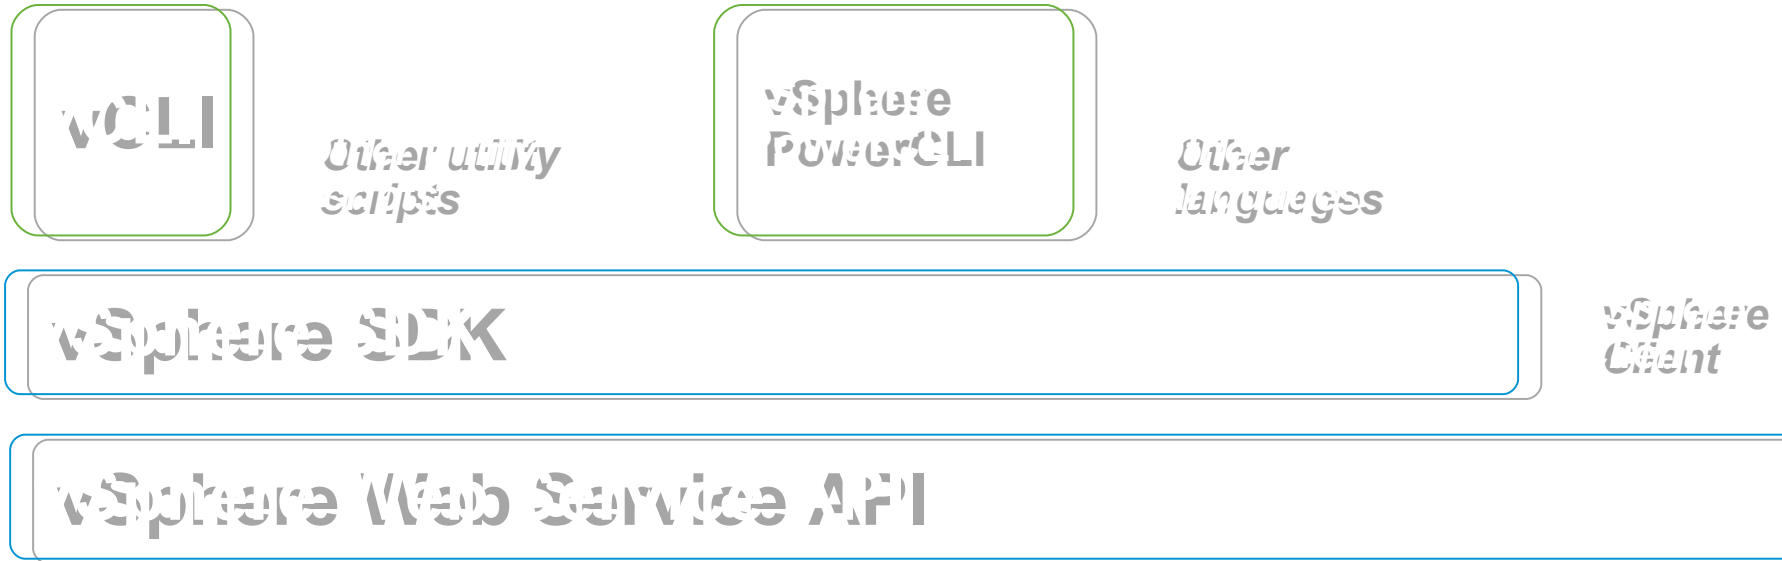 vCLI
Other utility
scripts
vSphere
PowerCLI
Other
languages
vSphere SDK
vSphere
Client
vSphere Web Service API